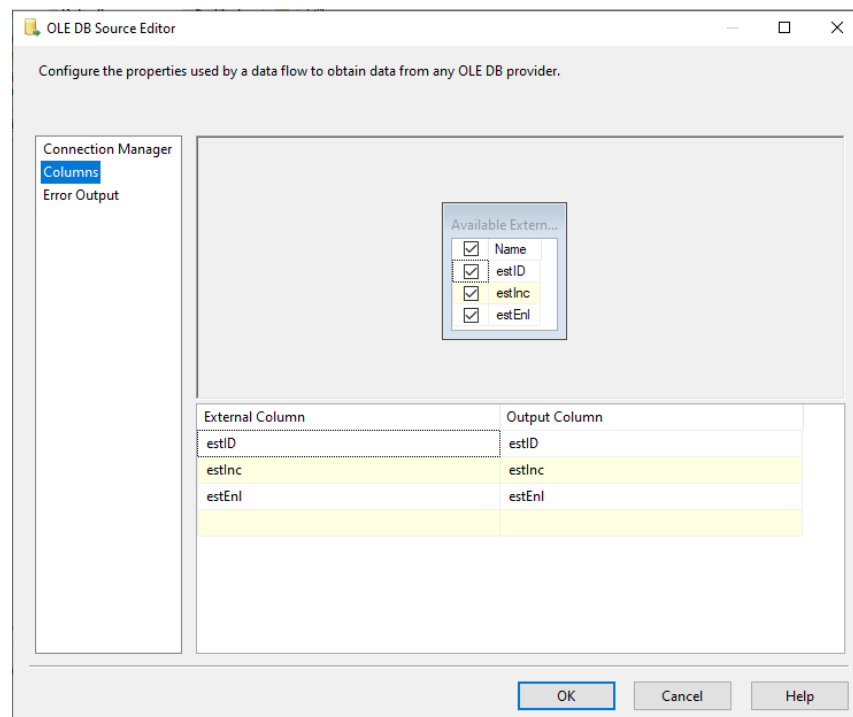 OLE DB Source Editor
Configure the properties used by a data flow to obtain data from any OLE DB provider.
Connection Manager
Columns
Error Output
Available Extern...
Name
estID
estInc
estEnl
External Column Output Column
estID estID
estInc estInc
estEnl estEnl
OK Cancel Help